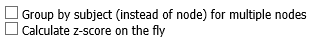 Group by subject (instead of node) for multiple nodes
Calculate z-score on the fly